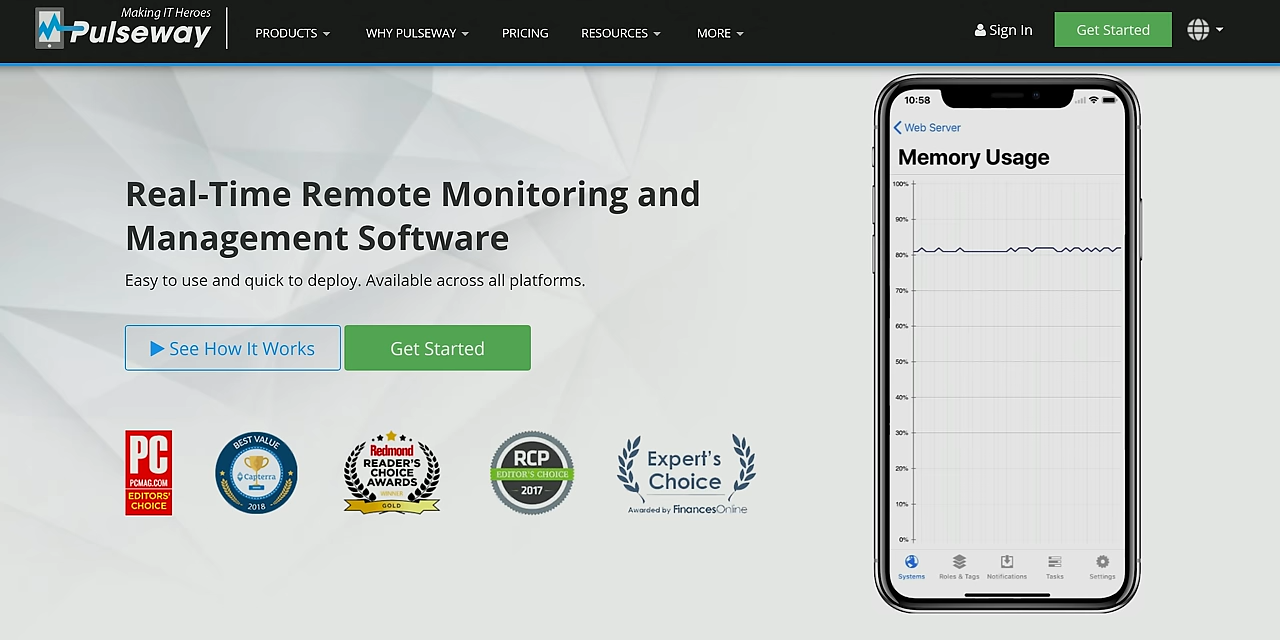 Making IT Heroes
Pulseway
PRODUCTS
WHY PULSEWAY
PRICING
RESOURCES
MORE
Sign In
Get Started
Real-Time Remote Monitoring and
Management Software
Easy to use and quick to deploy. Available across all platforms.
See How It Works
Get Started
PC
PCMAG.COM
EDITORS'
CHOICE
BEST VALUE
Capterra
2018
Redmond
READER'S
CHOICE
AWARDS
WINNER
GOLD
RCP
EDITOR'S CHOICE
2017
Expert's
Choice
Awarded by FinancesOnline
10:58
Web Server
Memory Usage
100%
90%
80%
70%
60%
50%
40%
30%
20%
10%
0%
Systems
Roles & Tags
Notifications
Tasks
Settings